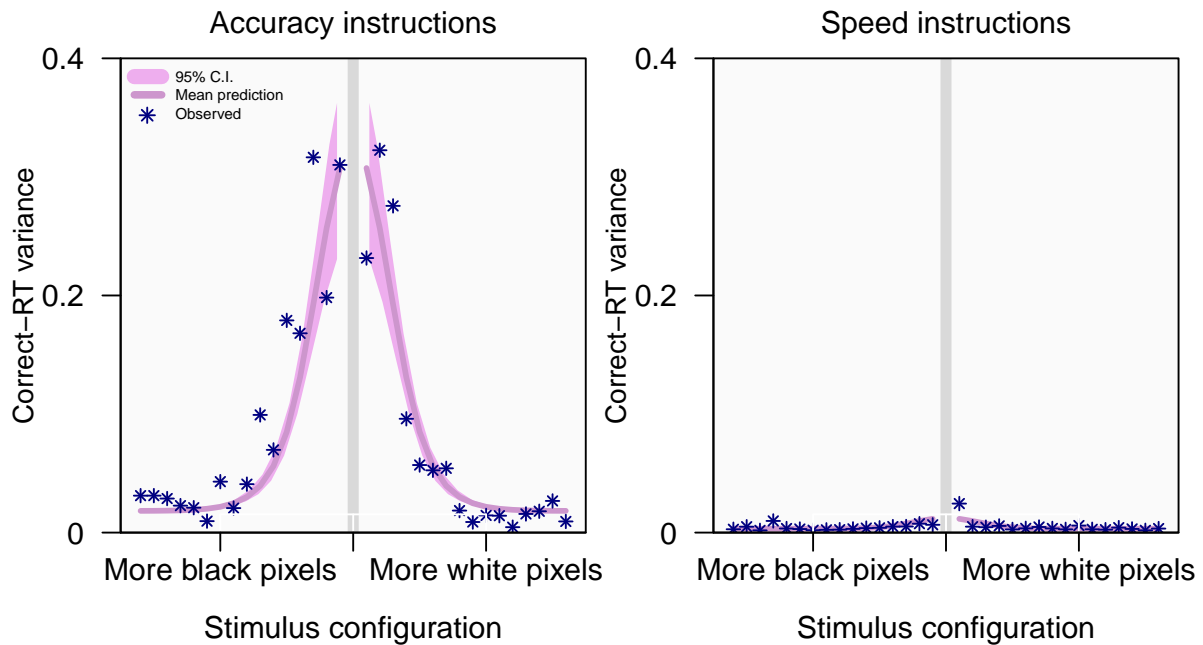 Accuracy instructions
0.4
95% C.I.
Mean prediction
Observed
Correct−RT variance
0.2
0
More black pixels
More white pixels
Stimulus configuration
Speed instructions
0.4
Correct−RT variance
0.2
0
More black pixels
More white pixels
Stimulus configuration